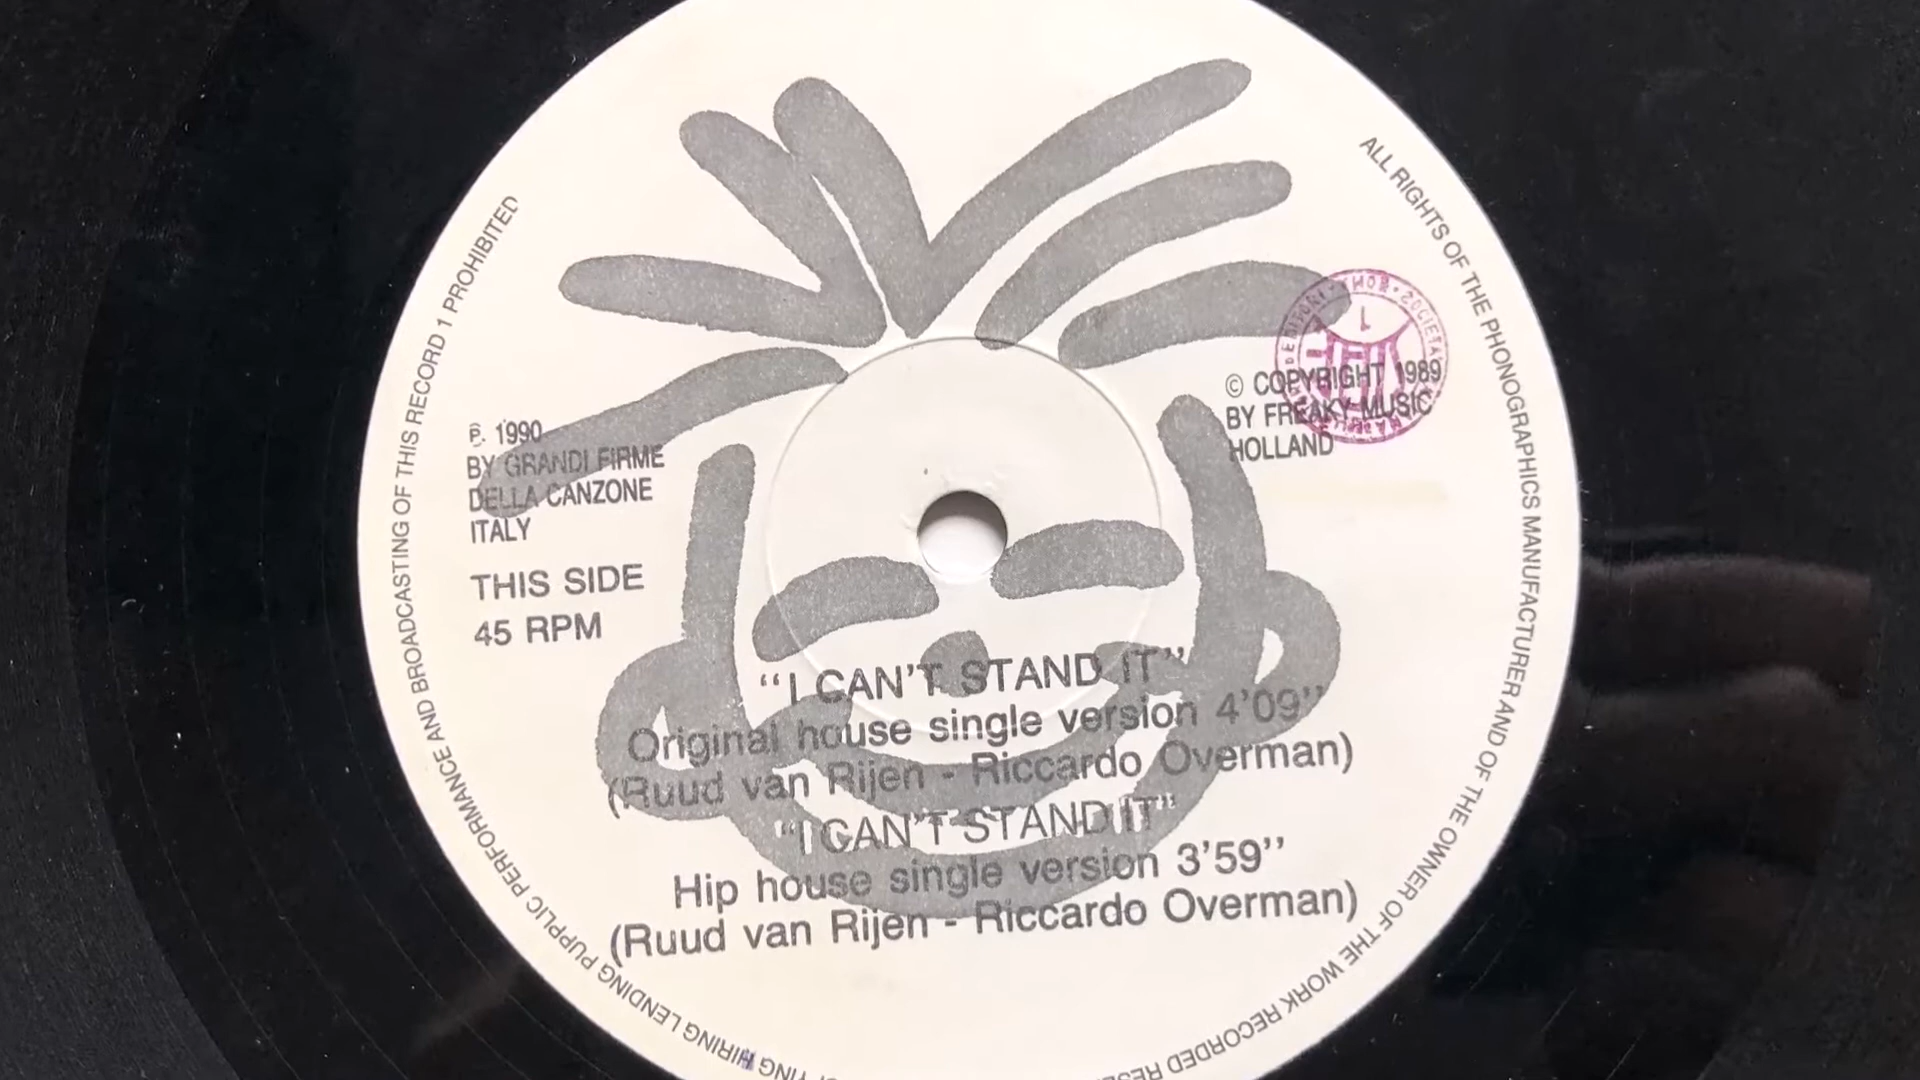 ALL RIGHTS OF THE PHONOGRAPHICS MANUFACTURER AND OF THE OWNER OF THE WORK RECORDED
HIRING LENDING PUPPLIC PERFORMANCE AND BROADCASTING OF THIS RECORD 1 PROHIBITED
P. 1990
BY GRANDI FIRME
DELLA CANZONE
ITALY
THIS SIDE
45 RPM
© COPYRIGHT 1989
BY FREAKY MUSIC
HOLLAND
“I CAN'T STAND IT”
Original house single version 4'09”
(Ruud van Rijen - Riccardo Overman)
“I CAN'T STAND IT”
Hip house single version 3'59”
(Ruud van Rijen - Riccardo Overman)